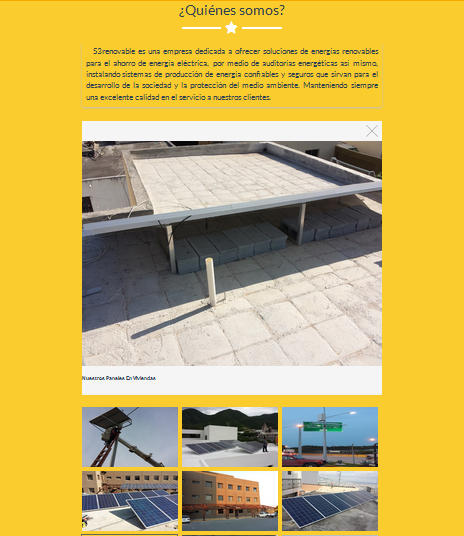 ¿Quiénes somos?
S3renovable es una empresa dedicada a ofrecer soluciones de energías renovables
para el ahorro de energía eléctrica, por medio de auditorías energéticas asi mismo,
instalando sistemas de producción de energía confiables y seguros que sirvan para el
desarrollo de la sociedad y la protección del medio ambiente. Manteniendo siempre
una excelente calidad en el servicio a nuestros clientes.
Nuestros Paneles En Viviendas